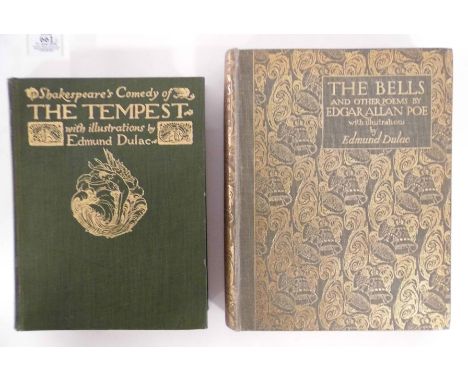 661
Shakespeare's Comedy of
THE TEMPEST
with illustrations by
Edmund Dulac
THE BELLS
AND OTHER POEMS BY
EDGAR ALLAN POE
with illustrations
by
Edmund Dulac